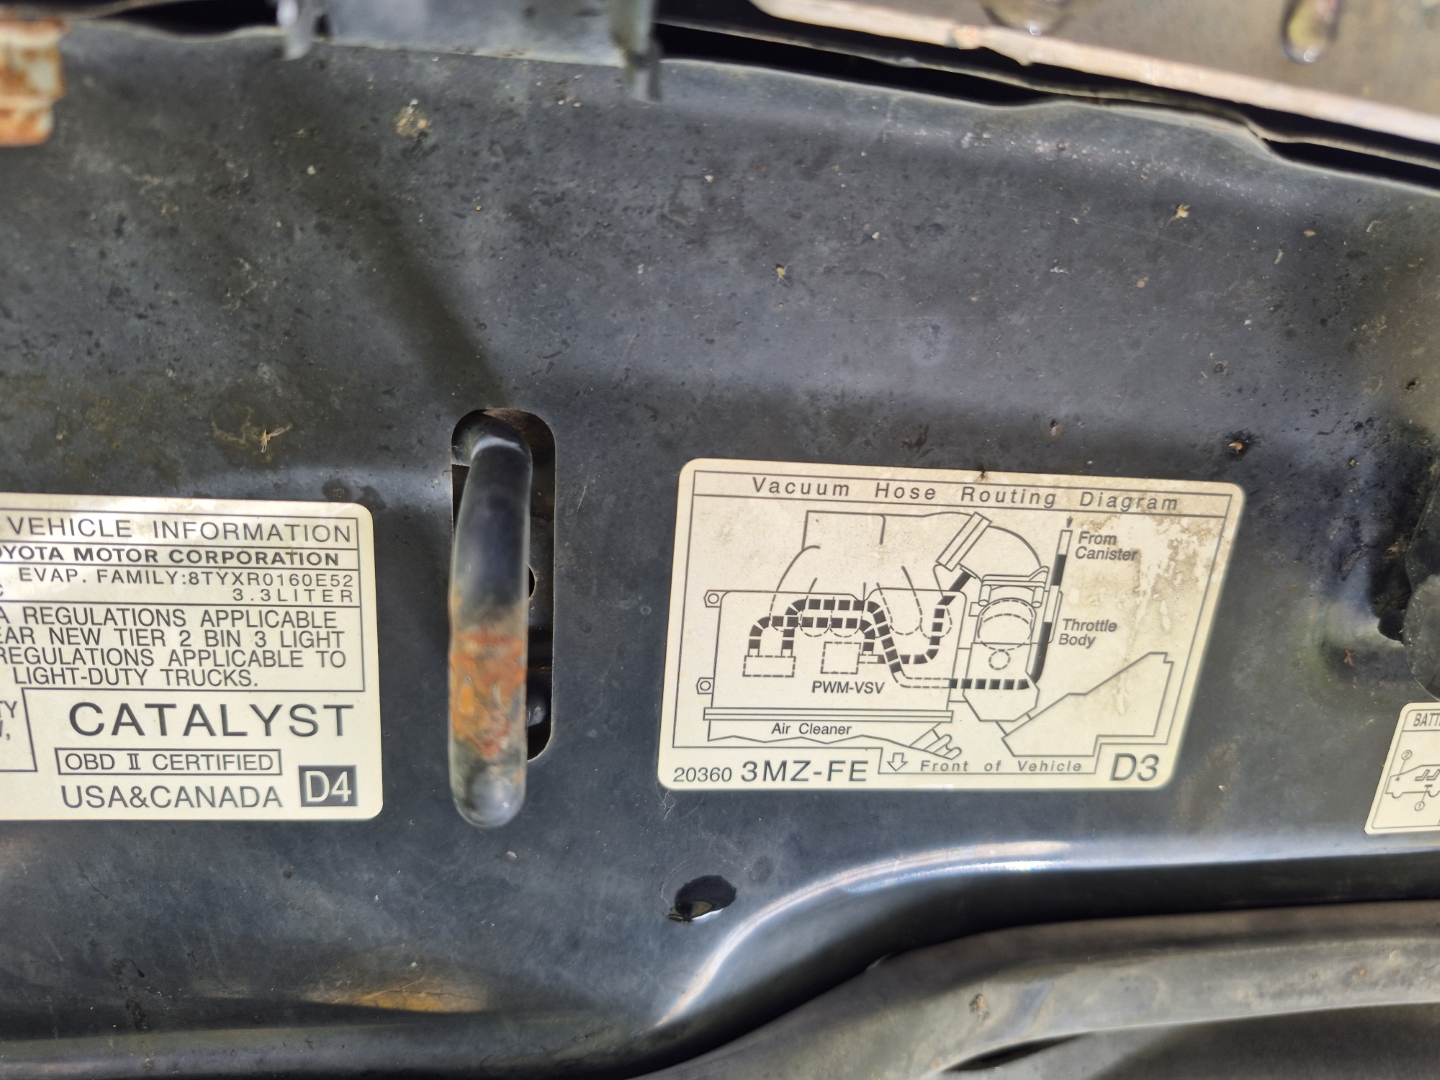 VEHICLE INFORMATION
TOYOTA MOTOR CORPORATION
EVAP. FAMILY:8TYXR0160E52
3.3LITER
REGULATIONS APPLICABLE
NEW TIER 2 BIN 3 LIGHT
REGULATIONS APPLICABLE TO
LIGHT-DUTY TRUCKS.
CATALYST
OBD II CERTIFIED
USA&CANADA D4
Vacuum Hose Routing Diagram
From
Canister
Throttle
Body
PWM-VSV
Air Cleaner
20360 3MZ-FE Front of Vehicle D3